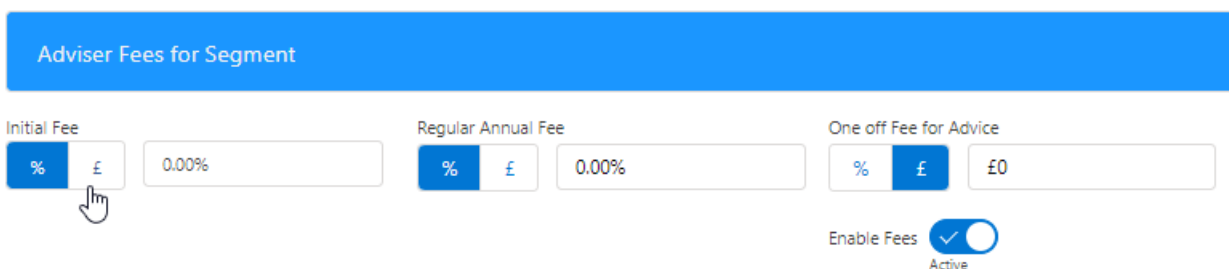 Adviser Fees for Segment
Initial Fee
% £ 0.00%
Regular Annual Fee
% £ 0.00%
One off Fee for Advice
% £ £0
Enable Fees
Active